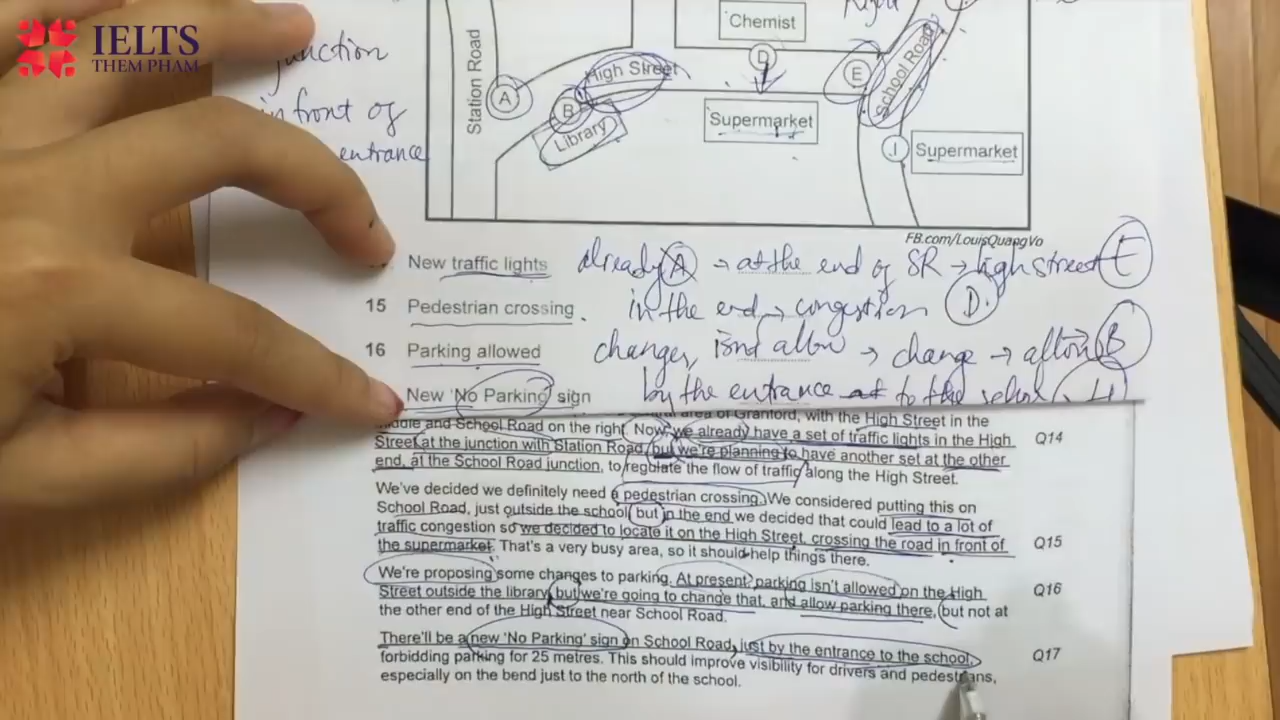 IELTS
THEM PHAM
junction
in front of
entrance
Station Road
A
B
High Street
Library
Chemist
D
Supermarket
E
School Road
I
Supermarket
FB.com/LouisQuangVo
New traffic lights already A → at the end of SR → high street E
15 Pedestrian crossing in the end → congestion D.
16 Parking allowed changes, isnd allow → change → allow B
New 'No Parking' sign by the entrance to the school H
area of Granford, with the High Street in the
middle and School Road on the right. Now we already have a set of traffic lights in the High Q14
Street at the junction with Station Road, but we're planning to have another set at the other
end, at the School Road junction, to regulate the flow of traffic along the High Street.
We've decided we definitely need a pedestrian crossing. We considered putting this on
School Road, just outside the school, but in the end we decided that could lead to a lot of
traffic congestion so we decided to locate it on the High Street, crossing the road in front of Q15
the supermarket. That's a very busy area, so it should help things there.
We're proposing some changes to parking. At present, parking isn't allowed on the High Q16
Street outside the library, but we're going to change that, and allow parking there, but not at
the other end of the High Street near School Road.
There'll be a new 'No Parking' sign on School Road, just by the entrance to the school, Q17
forbidding parking for 25 metres. This should improve visibility for drivers and pedestrians,
especially on the bend just to the north of the school.